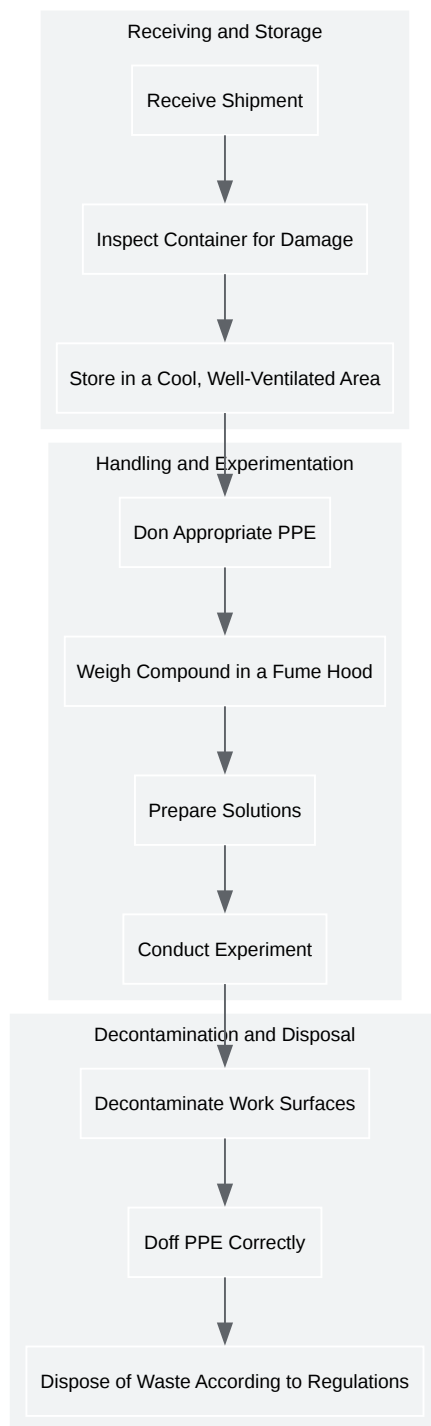 Receiving and Storage
Receive Shipment
Inspect Container for Damage
Store in a Cool, Well-Ventilated Area
Handling and Experimentation
Don Appropriate PPE
Weigh Compound in a Fume Hood
Prepare Solutions
Conduct Experiment
Decontamination and Disposal
Decontaminate Work Surfaces
Doff PPE Correctly
Dispose of Waste According to Regulations